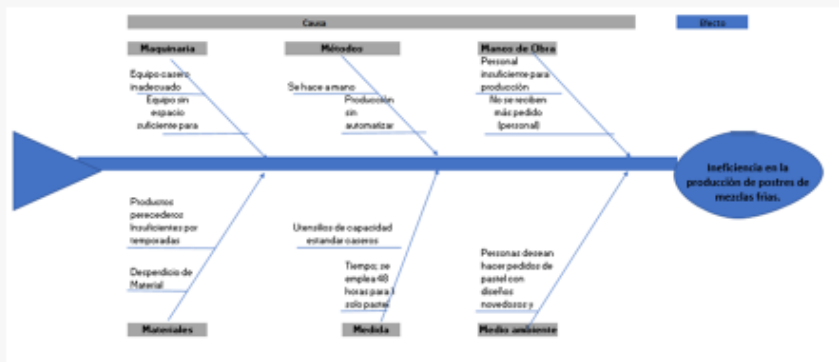 Causa
Efecto
Maquinaria
Métodos
Manos de Obra
Equipo casero
inadecuado
Equipo sin
espacio
suficiente para
Se hace a mano
Producción
sin
automatizar
Personal
insuficiente para
producción
No se reciben
más pedido
(personal)
Ineficiencia en la
producción de postres de
mezclas frías.
Productos
perecederos
Insuficientes por
temporadas
Desperdicio de
Material
Utensilios de capacidad
estandar caseros
Tiempo; se
emplea 48
horas para 1
solo pastel
Personas desean
hacer pedidos de
pastel con
diseños
novedosos y
Materiales
Medida
Medio ambiente